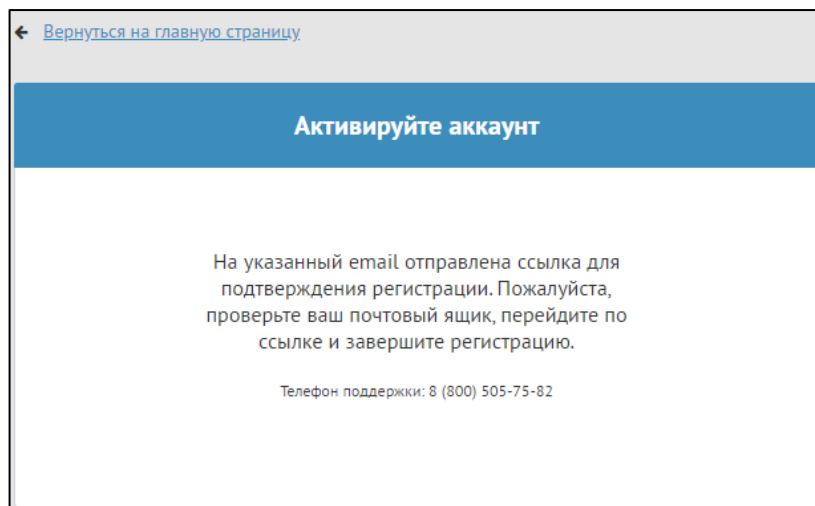 Вернуться на главную страницу
Активируйте аккаунт
На указанный email отправлена ссылка для
подтверждения регистрации. Пожалуйста,
проверьте ваш почтовый ящик, перейдите по
ссылке и завершите регистрацию.
Телефон поддержки: 8 (800) 505-75-82